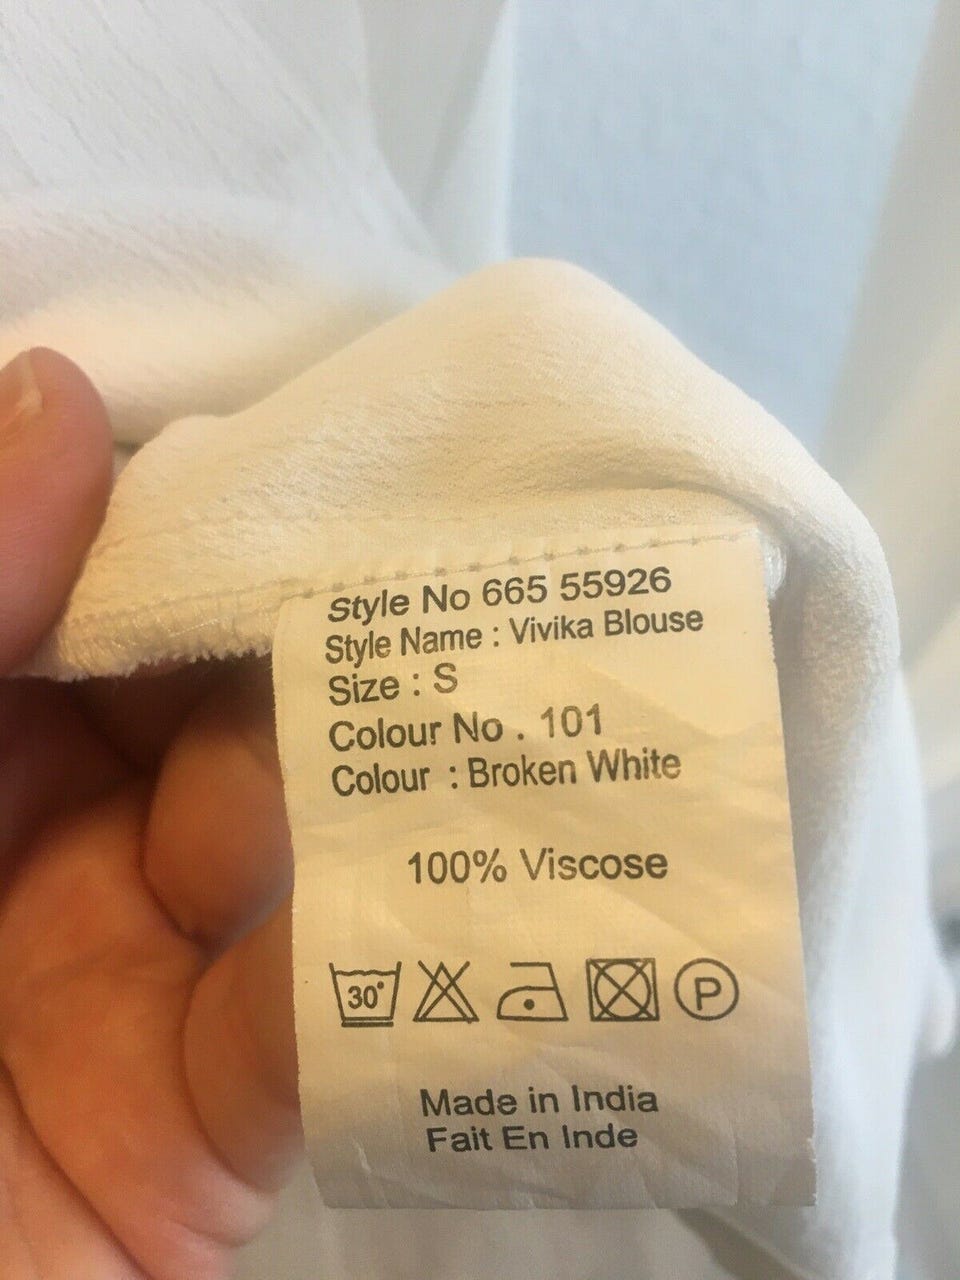 Style No 665 55926
Style Name : Vivika Blouse
Size : S
Colour No . 101
Colour : Broken White
100% Viscose
30° P
Made in India
Fait En Inde